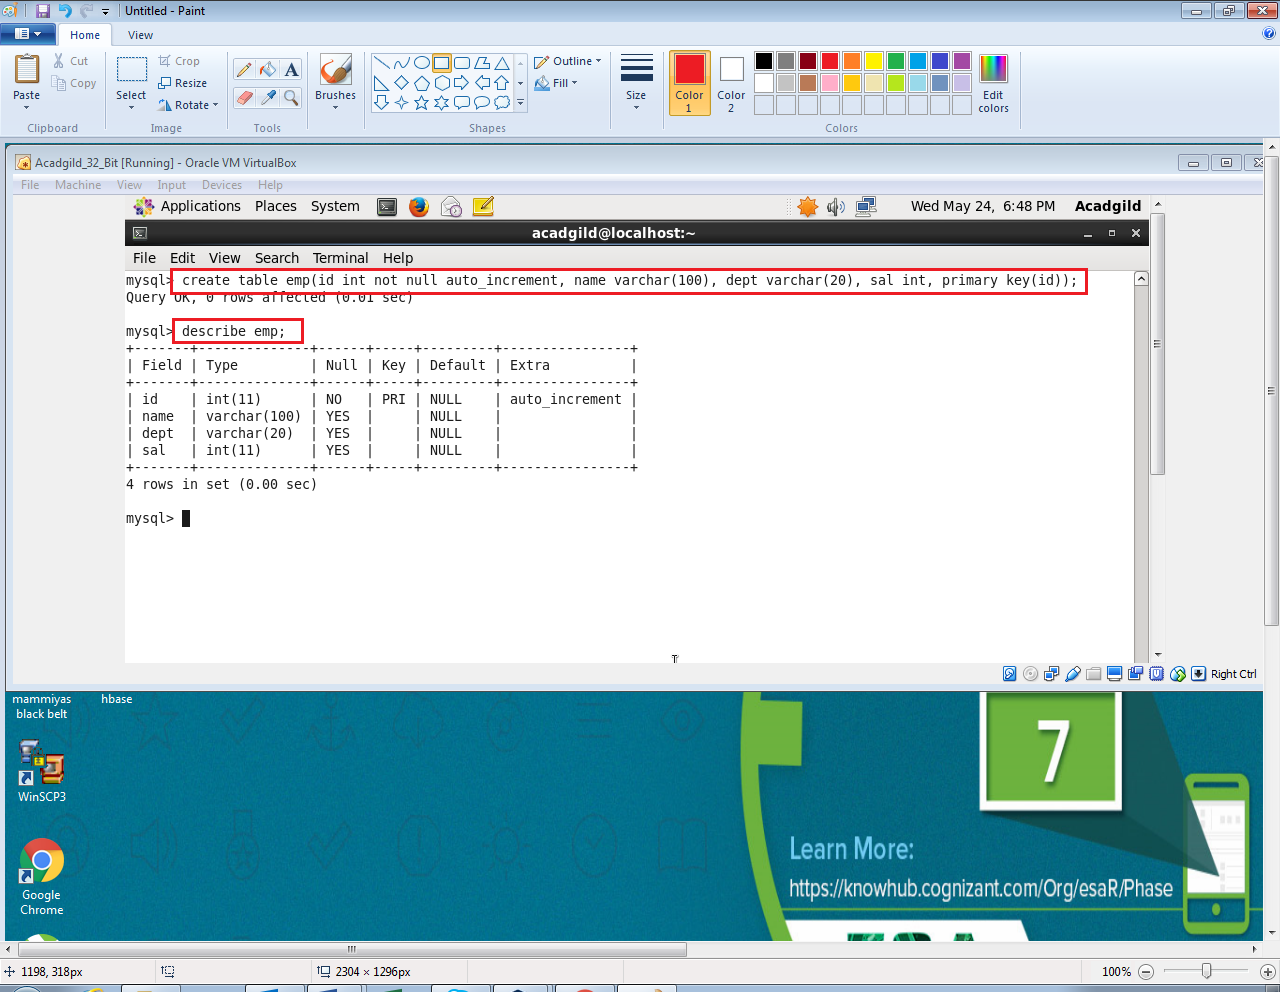 Untitled - Paint
Home
View
Paste
Cut
Copy
Clipboard
Select
Crop
Resize
Rotate
Image
Tools
Brushes
Shapes
Outline
Fill
Size
Color 1
Color 2
Edit colors
Colors
Acadgild_32_Bit [Running] - Oracle VM VirtualBox
File Machine View Input Devices Help
Applications Places System
Wed May 24, 6:48 PM Acadgild
acadgild@localhost:~
File Edit View Search Terminal Help
mysql> create table emp(id int not null auto_increment, name varchar(100), dept varchar(20), sal int, primary key(id));
Query OK, 0 rows affected (0.01 sec)
mysql> describe emp;
+-------+--------------+------+-----+---------+----------------+
| Field | Type         | Null | Key | Default | Extra          |
+-------+--------------+------+-----+---------+----------------+
| id    | int(11)      | NO   | PRI | NULL    | auto_increment |
| name  | varchar(100) | YES  |     | NULL    |                |
| dept  | varchar(20)  | YES  |     | NULL    |                |
| sal   | int(11)      | YES  |     | NULL    |                |
+-------+--------------+------+-----+---------+----------------+
4 rows in set (0.00 sec)
mysql>
Right Ctrl
mammiyas
black belt
hbase
WinSCP3
Google
Chrome
7
Learn More:
https://knowhub.cognizant.com/Org/esaR/Phase
1198, 318px
2304 × 1296px
100%